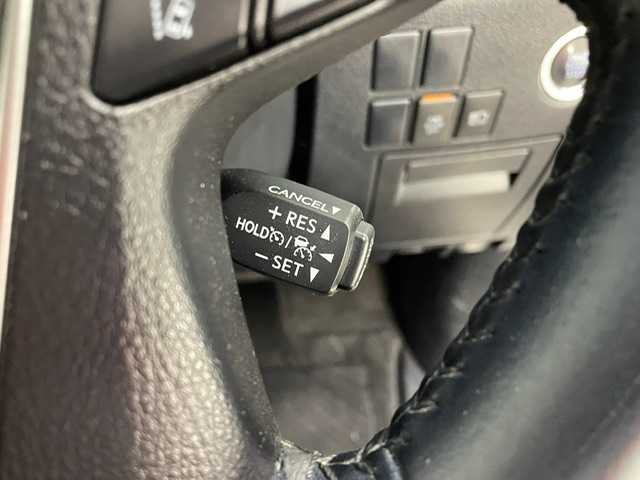 CANCEL▼
+ RES ▲
HOLD / ◄
− SET ▼